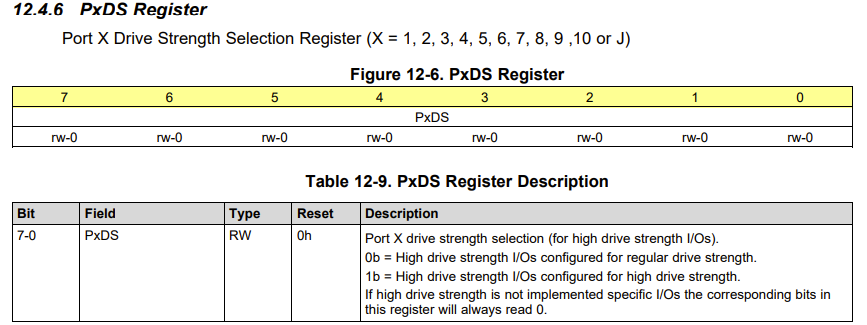 12.4.6 PxDS Register
Port X Drive Strength Selection Register (X = 1, 2, 3, 4, 5, 6, 7, 8, 9 ,10 or J)
Figure 12-6. PxDS Register
7 6 5 4 3 2 1 0
PxDS
rw-0 rw-0 rw-0 rw-0 rw-0 rw-0 rw-0 rw-0
Table 12-9. PxDS Register Description
Bit Field Type Reset Description
7-0 PxDS RW 0h Port X drive strength selection (for high drive strength I/Os).
0b = High drive strength I/Os configured for regular drive strength.
1b = High drive strength I/Os configured for high drive strength.
If high drive strength is not implemented specific I/Os the corresponding bits in
this register will always read 0.